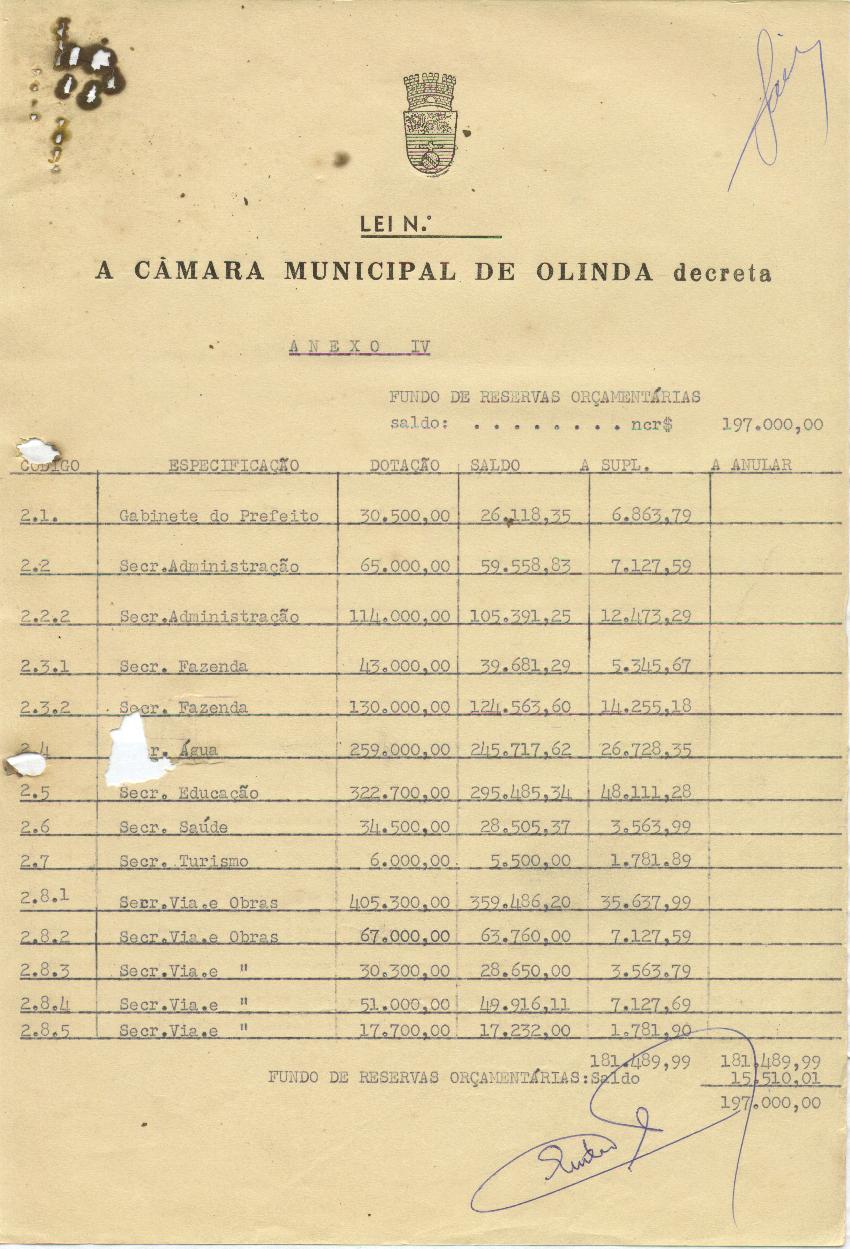 LEI N.º
A CÂMARA MUNICIPAL DE OLINDA decreta
A N E X O IV
FUNDO DE RESERVAS ORÇAMENTÁRIAS
saldo: . . . . . . . . ncr$ 197.000,00
CÓDIGO ESPECIFICAÇÃO DOTAÇÃO SALDO A SUPL. A ANULAR
2.1. Gabinete do Prefeito 30.500,00 26.118,35 6.863,79
2.2 Secr.Administração 65.000,00 59.558,83 7.127,59
2.2.2 Secr.Administração 114.000,00 105.391,25 12.473,29
2.3.1 Secr. Fazenda 43.000,00 39.681,29 5.345,67
2.3.2 Secr. Fazenda 130.000,00 124.563,60 14.255,18
2.4 r. Água 259.000,00 245.717,62 26.728,35
2.5 Secr. Educação 322.700,00 295.485,34 48.111,28
2.6 Secr. Saúde 34.500,00 28.505,37 3.563,99
2.7 Secr. Turismo 6.000,00 5.500,00 1.781.89
2.8.1 Secr.Via.e Obras 405.300,00 359.486,20 35.637,99
2.8.2 Secr.Via.e Obras 67.000,00 63.760,00 7.127,59
2.8.3 Secr.Via.e " 30.300,00 28.650,00 3.563.79
2.8.4 Secr.Via.e " 51.000,00 49.916,11 7.127,69
2.8.5 Secr.Via.e " 17.700,00 17.232,00 1.781,90
181.489,99 181.489,99
FUNDO DE RESERVAS ORÇAMENTÁRIAS:Saldo 15.510,01
197.000,00